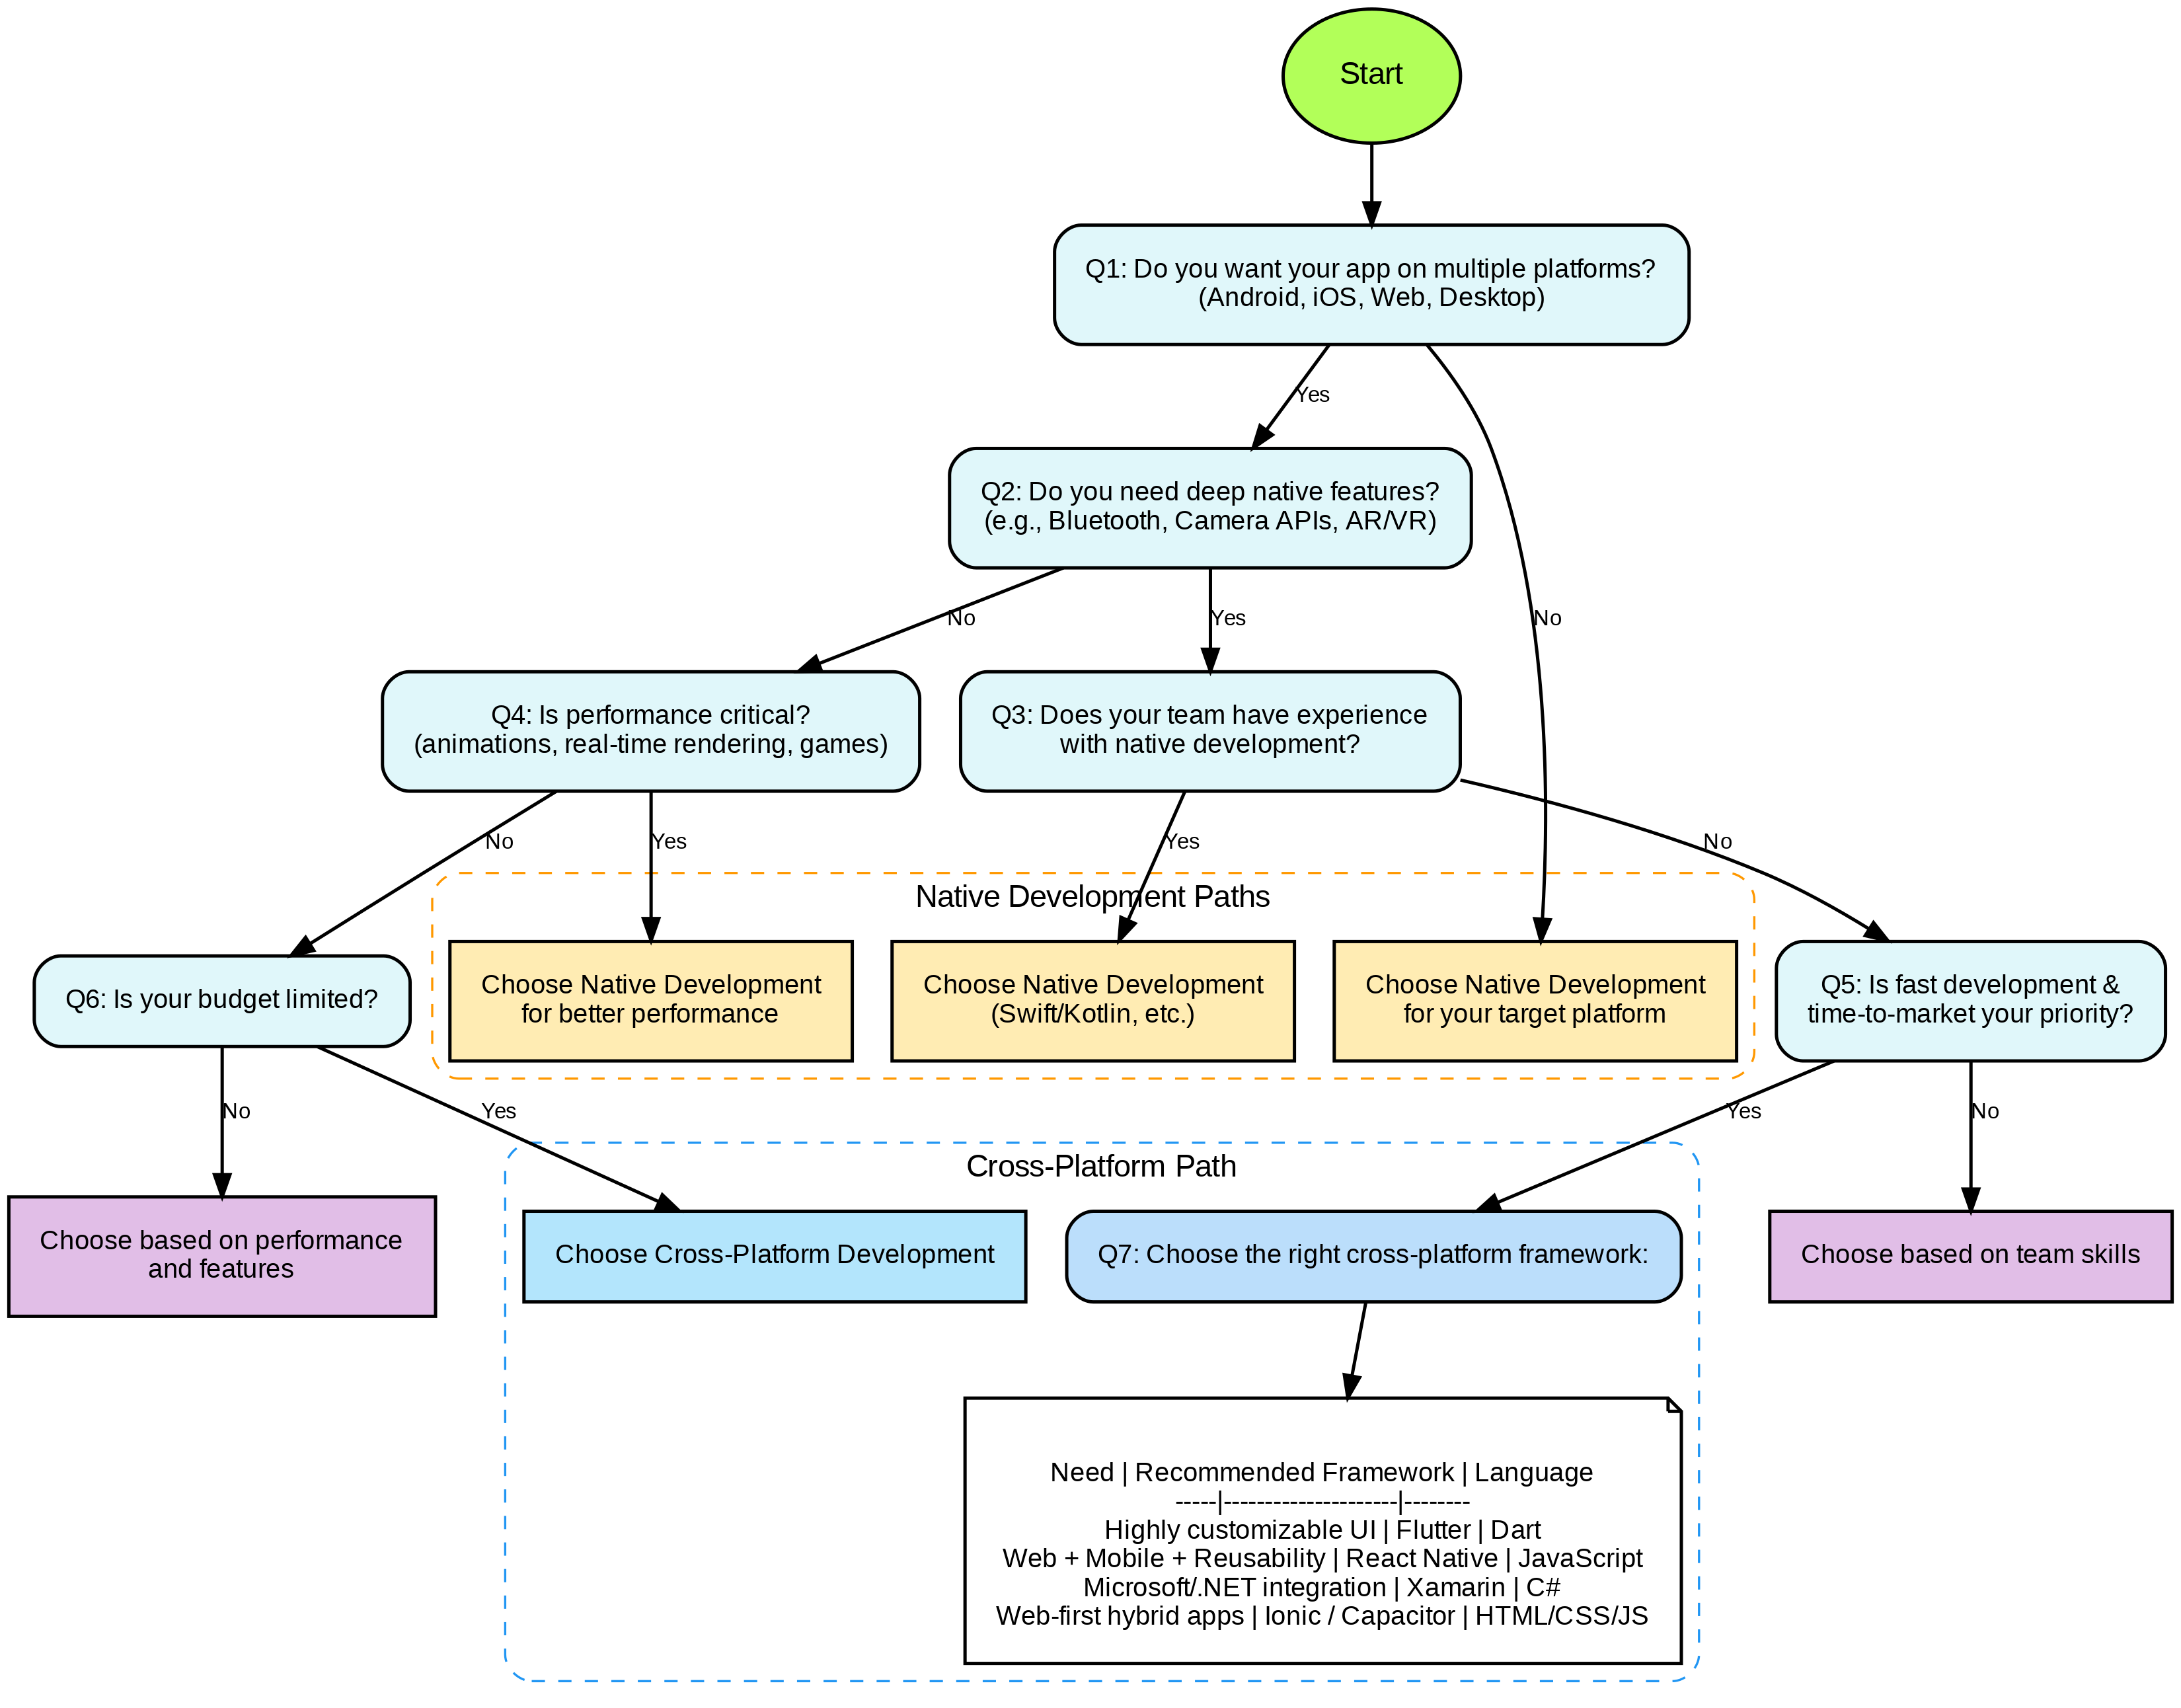 Start
Q1: Do you want your app on multiple platforms?
(Android, iOS, Web, Desktop)
Yes
Q2: Do you need deep native features?
(e.g., Bluetooth, Camera APIs, AR/VR)
No
Yes
No
Q4: Is performance critical?
(animations, real-time rendering, games)
Q3: Does your team have experience
with native development?
No
Yes
Yes
No
Native Development Paths
Q6: Is your budget limited?
Choose Native Development
for better performance
Choose Native Development
(Swift/Kotlin, etc.)
Choose Native Development
for your target platform
Q5: Is fast development &
time-to-market your priority?
No
Yes
Yes
No
Cross-Platform Path
Choose based on performance
and features
Choose Cross-Platform Development
Q7: Choose the right cross-platform framework:
Choose based on team skills
Need | Recommended Framework | Language
-----|---------------------|--------
Highly customizable UI | Flutter | Dart
Web + Mobile + Reusability | React Native | JavaScript
Microsoft/.NET integration | Xamarin | C#
Web-first hybrid apps | Ionic / Capacitor | HTML/CSS/JS